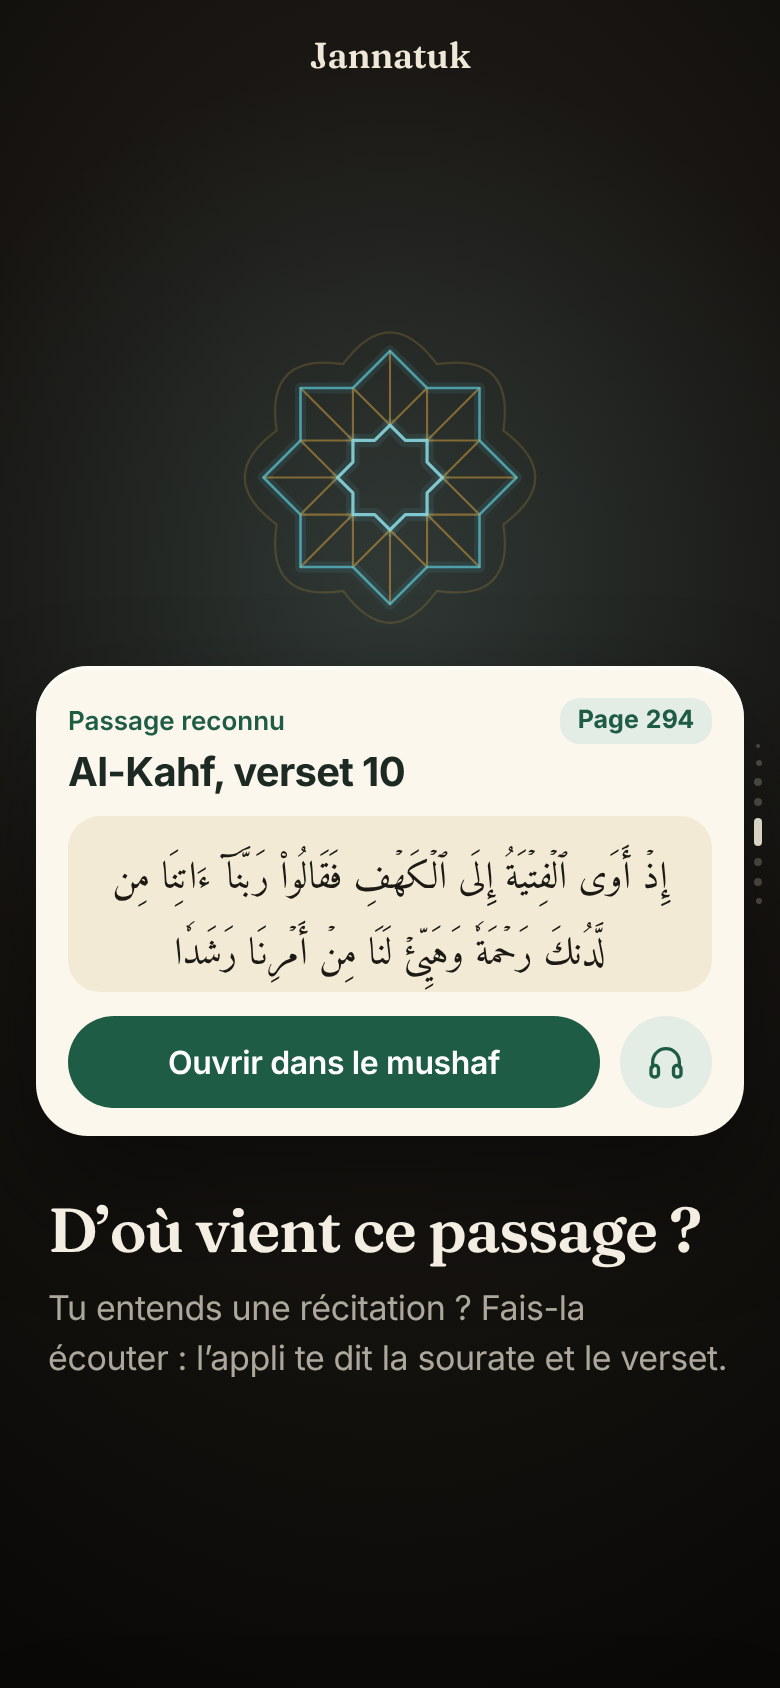 Jannatuk
Passage reconnu
Page 294
Al-Kahf, verset 10
إِذۡ أَوَى ٱلۡفِتۡيَةُ إِلَى ٱلۡكَهۡفِ فَقَالُواْ رَبَّنَآ ءَاتِنَا مِن
لَّدُنكَ رَحۡمَةٗ وَهَيِّئۡ لَنَا مِنۡ أَمۡرِنَا رَشَدٗا
Ouvrir dans le mushaf
D’où vient ce passage ?
Tu entends une récitation ? Fais-la
écouter : l’appli te dit la sourate et le verset.